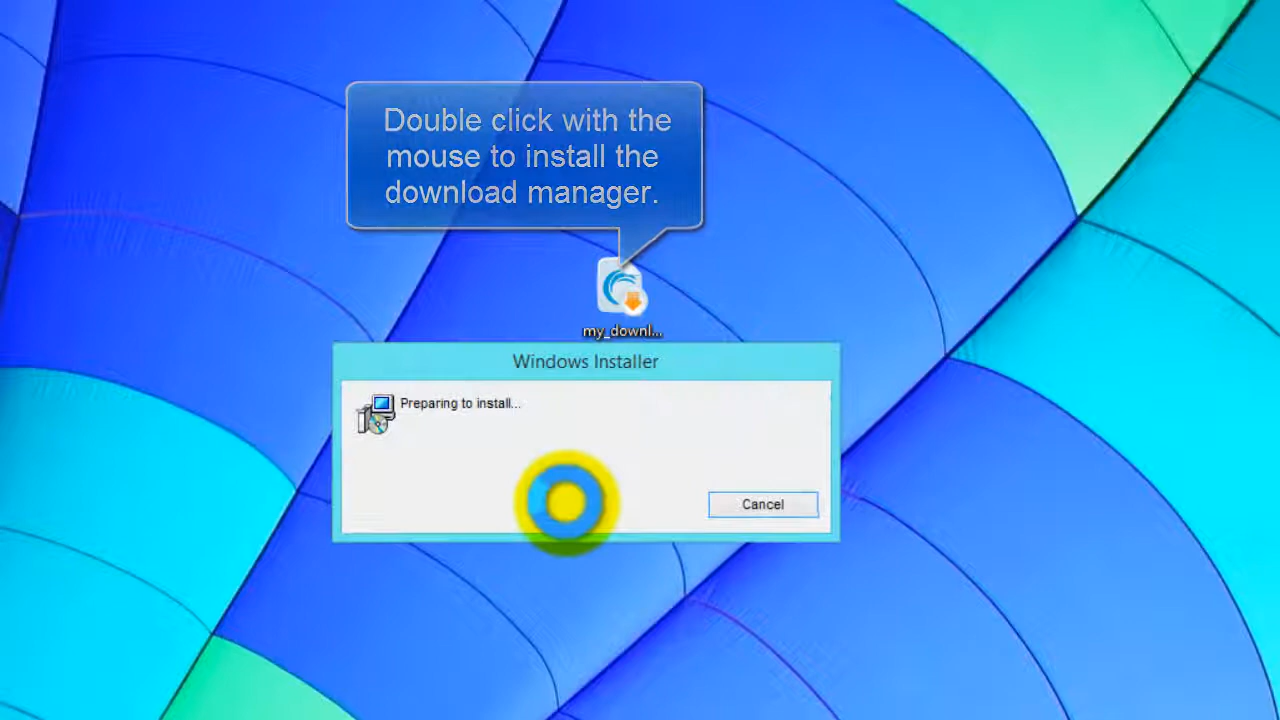 Double click with the
mouse to install the
download manager.
my_downl...
Windows Installer
Preparing to install...
Cancel